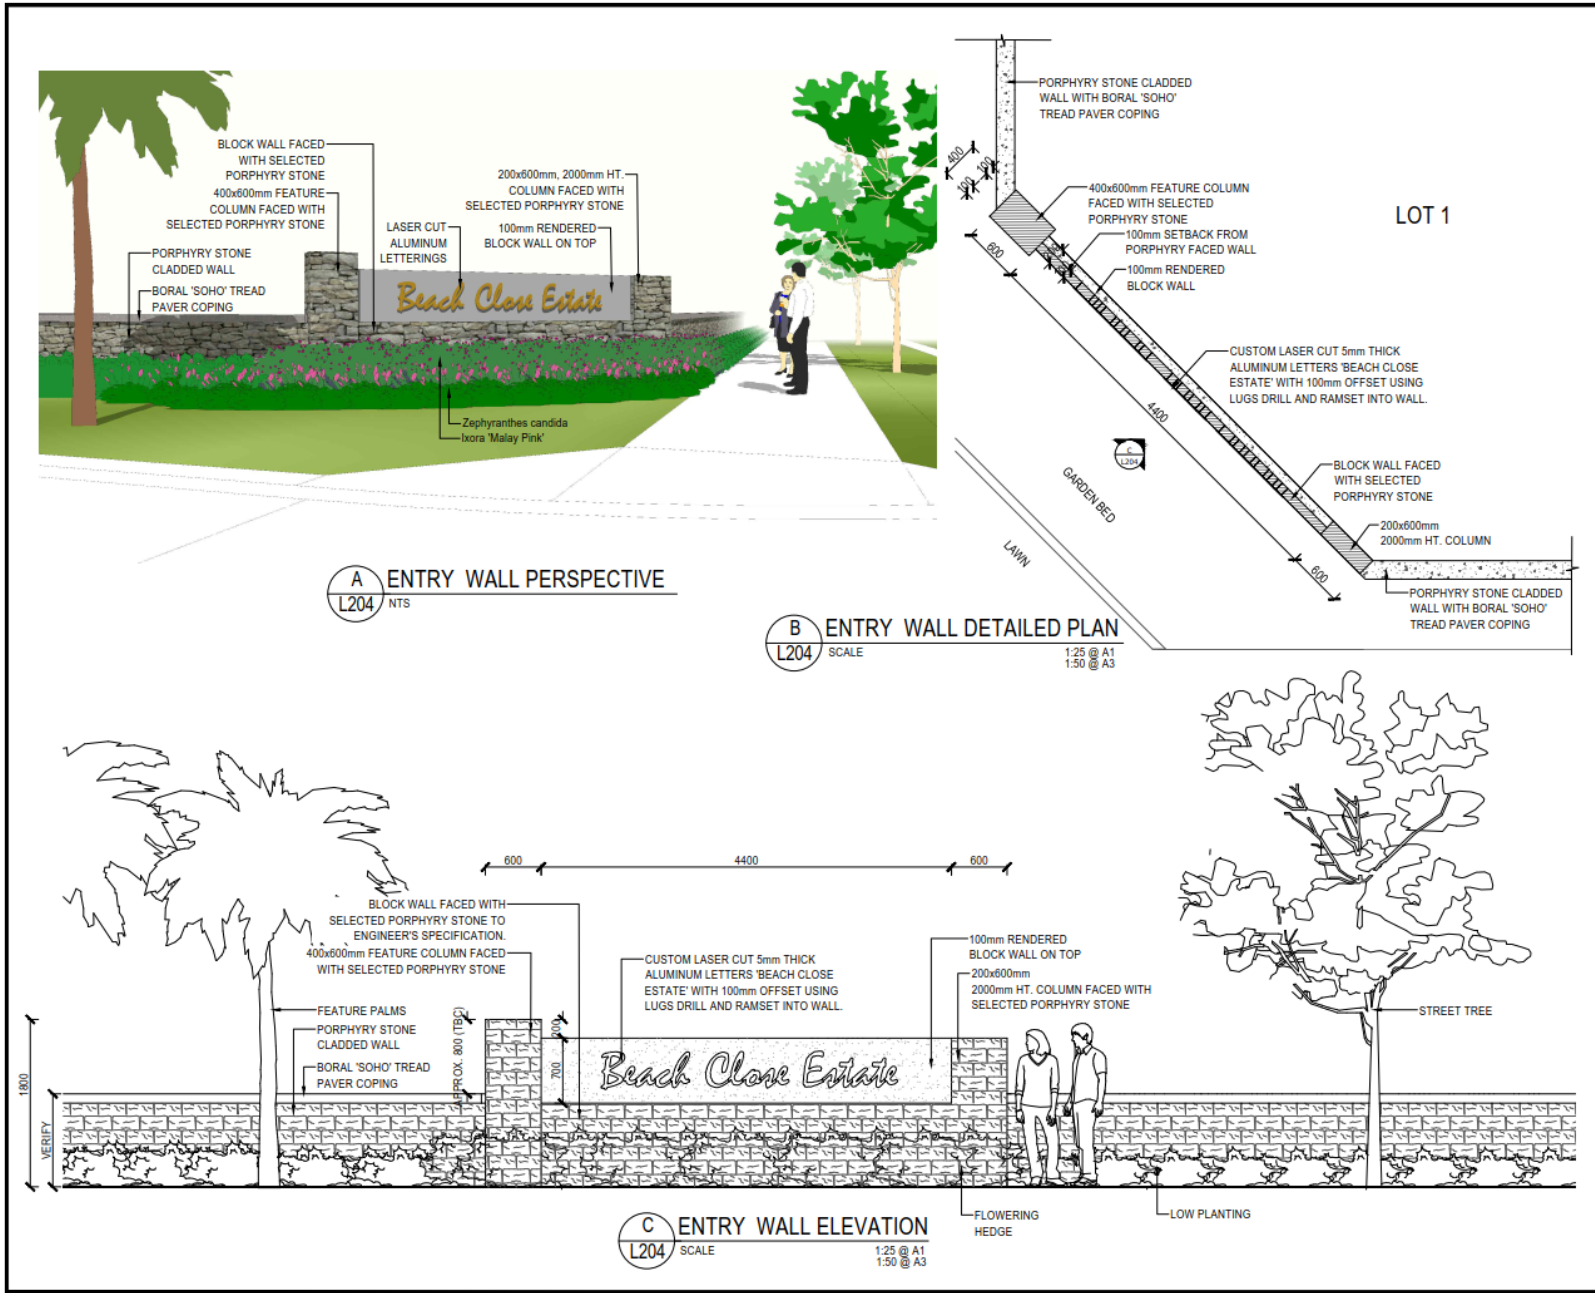 BLOCK WALL FACED
WITH SELECTED
PORPHYRY STONE
400x600mm FEATURE
COLUMN FACED WITH
SELECTED PORPHYRY STONE
PORPHYRY STONE
CLADDED WALL
BORAL 'SOHO' TREAD
PAVER COPING
LASER CUT
ALUMINUM
LETTERINGS
200x600mm, 2000mm HT.
COLUMN FACED WITH
SELECTED PORPHYRY STONE
100mm RENDERED
BLOCK WALL ON TOP
Beach Close Estate
Zephyranthes candida
Ixora 'Malay Pink'
A
L204
ENTRY WALL PERSPECTIVE
NTS
PORPHYRY STONE CLADDED
WALL WITH BORAL 'SOHO'
TREAD PAVER COPING
400
100
100
400x600mm FEATURE COLUMN
FACED WITH SELECTED
PORPHYRY STONE
100mm SETBACK FROM
PORPHYRY FACED WALL
100mm RENDERED
BLOCK WALL
LOT 1
600
4400
600
CUSTOM LASER CUT 5mm THICK
ALUMINUM LETTERS 'BEACH CLOSE
ESTATE' WITH 100mm OFFSET USING
LUGS DRILL AND RAMSET INTO WALL.
C
L204
GARDEN BED
LAWN
BLOCK WALL FACED
WITH SELECTED
PORPHYRY STONE
200x600mm
2000mm HT. COLUMN
PORPHYRY STONE CLADDED
WALL WITH BORAL 'SOHO'
TREAD PAVER COPING
B
L204
ENTRY WALL DETAILED PLAN
SCALE
1:25 @ A1
1:50 @ A3
600
4400
600
BLOCK WALL FACED WITH
SELECTED PORPHYRY STONE TO
ENGINEER'S SPECIFICATION.
400x600mm FEATURE COLUMN FACED
WITH SELECTED PORPHYRY STONE
FEATURE PALMS
PORPHYRY STONE
CLADDED WALL
BORAL 'SOHO' TREAD
PAVER COPING
1800
VERIFY
APPROX. 800 (TBC)
200
700
CUSTOM LASER CUT 5mm THICK
ALUMINUM LETTERS 'BEACH CLOSE
ESTATE' WITH 100mm OFFSET USING
LUGS DRILL AND RAMSET INTO WALL.
100mm RENDERED
BLOCK WALL ON TOP
200x600mm
2000mm HT. COLUMN FACED WITH
SELECTED PORPHYRY STONE
Beach Close Estate
STREET TREE
FLOWERING
HEDGE
LOW PLANTING
C
L204
ENTRY WALL ELEVATION
SCALE
1:25 @ A1
1:50 @ A3